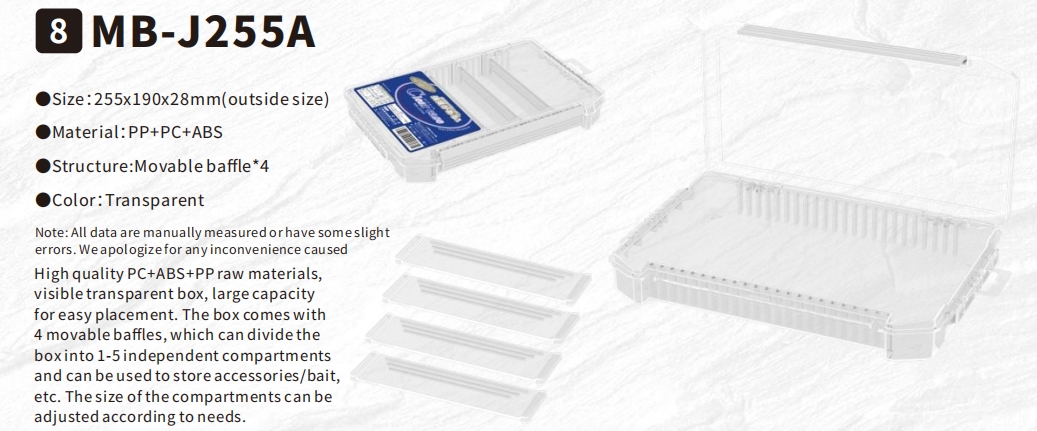 8 MB-J255A
●Size：255x190x28mm(outside size)
●Material：PP+PC+ABS
●Structure:Movable baffle*4
●Color：Transparent
Note: All data are manually measured or have some slight
errors. We apologize for any inconvenience caused
High quality PC+ABS+PP raw materials,
visible transparent box, large capacity
for easy placement. The box comes with
4 movable baffles, which can divide the
box into 1-5 independent compartments
and can be used to store accessories/bait,
etc. The size of the compartments can be
adjusted according to needs.